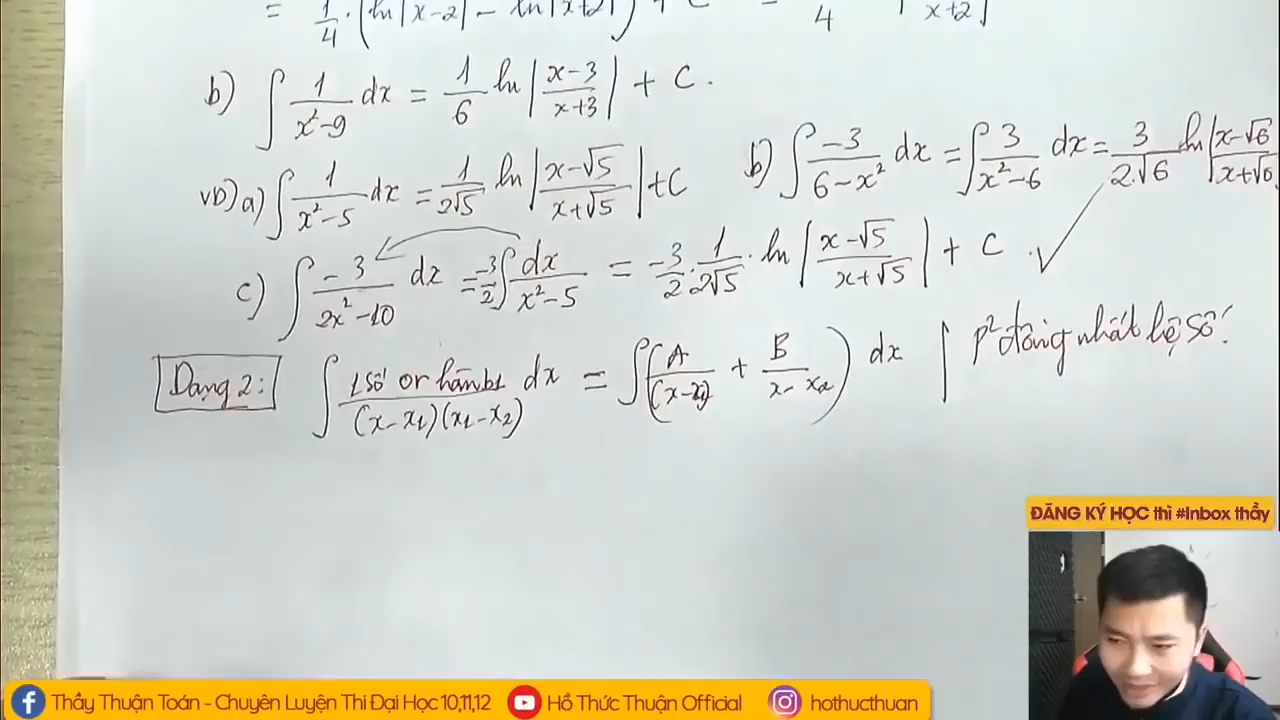 = 1/4 . (ln|x-2| - ln|x+2|) + C = 4 | x+2 |
b) ∫ 1/(x²-9) dx = 1/6 ln |(x-3)/(x+3)| + C .
VD) a) ∫ 1/(x²-5) dx = 1/(2√5) ln |(x-√5)/(x+√5)| + C
b) ∫ -3/(6-x²) dx = ∫ 3/(x²-6) dx = 3/(2.√6) ln |(x-√6)/(x+√6)
c) ∫ -3/(2x²-10) dx = -3/2 ∫ dx/(x²-5) = -3/2 . 1/(2√5) . ln |(x-√5)/(x+√5)| + C .
Dạng 2: ∫ (1 số or hàm b1)/((x-x1)(x1-x2)) dx = ∫ (A/(x-x1) + B/(x-x2)) dx | P² đồng nhất hệ số.
ĐĂNG KÝ HỌC thì #Inbox thầy
Thầy Thuận Toán - Chuyên Luyện Thi Đại Học 10,11,12 Hồ Thức Thuận Official hothucthuan